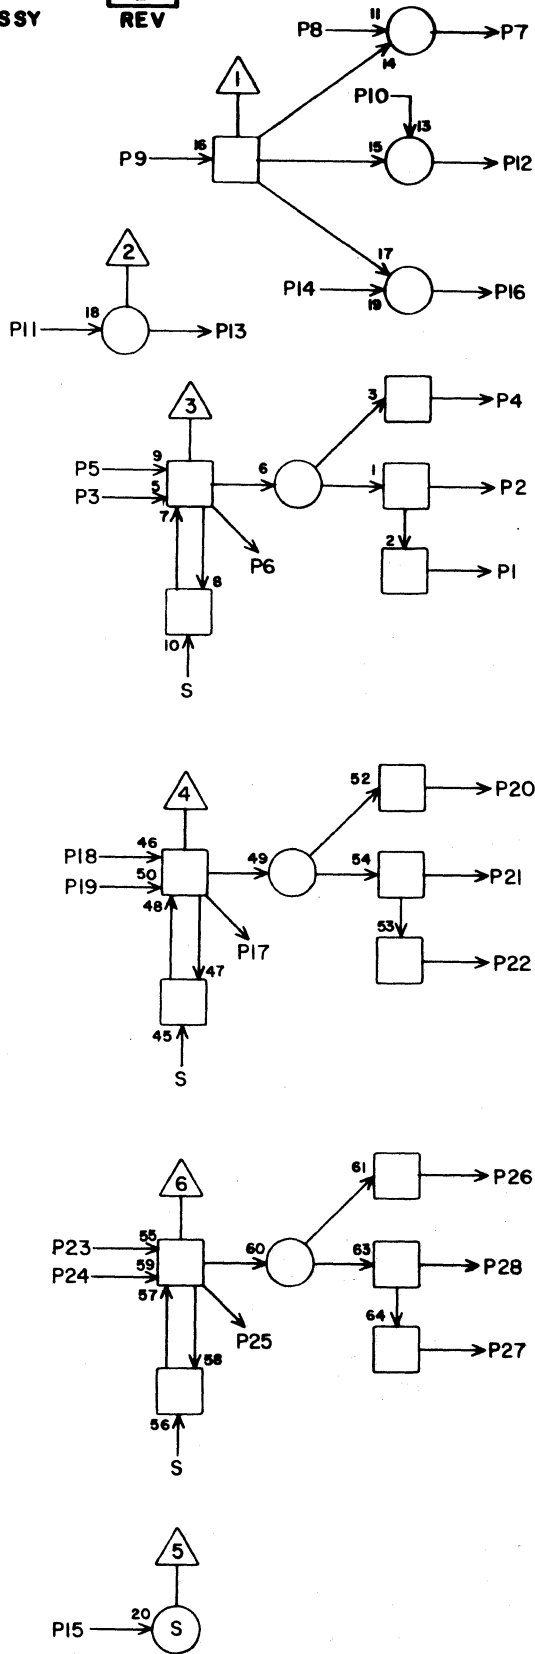 SSY REV
P8 11 P7
14
1
P10
13
P9 16 15 P12
17
P14 19 P16
2
P11 18 P13
3
3 P4
P5 9 6 1 P2
P3 5
7
P6
2 P1
8
10
S
4
52 P20
P18 46 49 54 P21
P19 50
48
P17
53 P22
47
45
S
6
61 P26
P23 55 60 63 P28
P24 59
57
P25
64 P27
58
56
S
5
P15 20 S